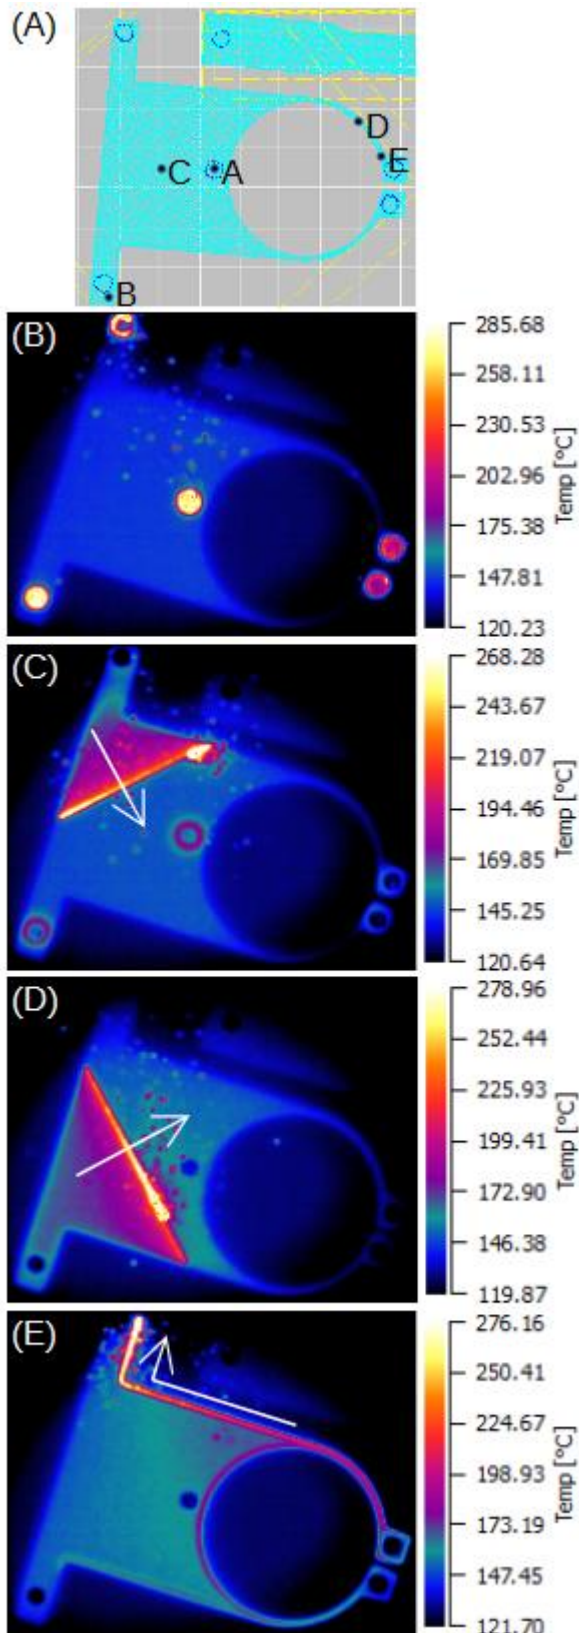 (A)
D
E
C
A
B
(B)
285.68
258.11
230.53
202.96
175.38
147.81
120.23
Temp [°C]
(C)
268.28
243.67
219.07
194.46
169.85
145.25
120.64
Temp [°C]
(D)
278.96
252.44
225.93
199.41
172.90
146.38
119.87
Temp [°C]
(E)
276.16
250.41
224.67
198.93
173.19
147.45
121.70
Temp [°C]